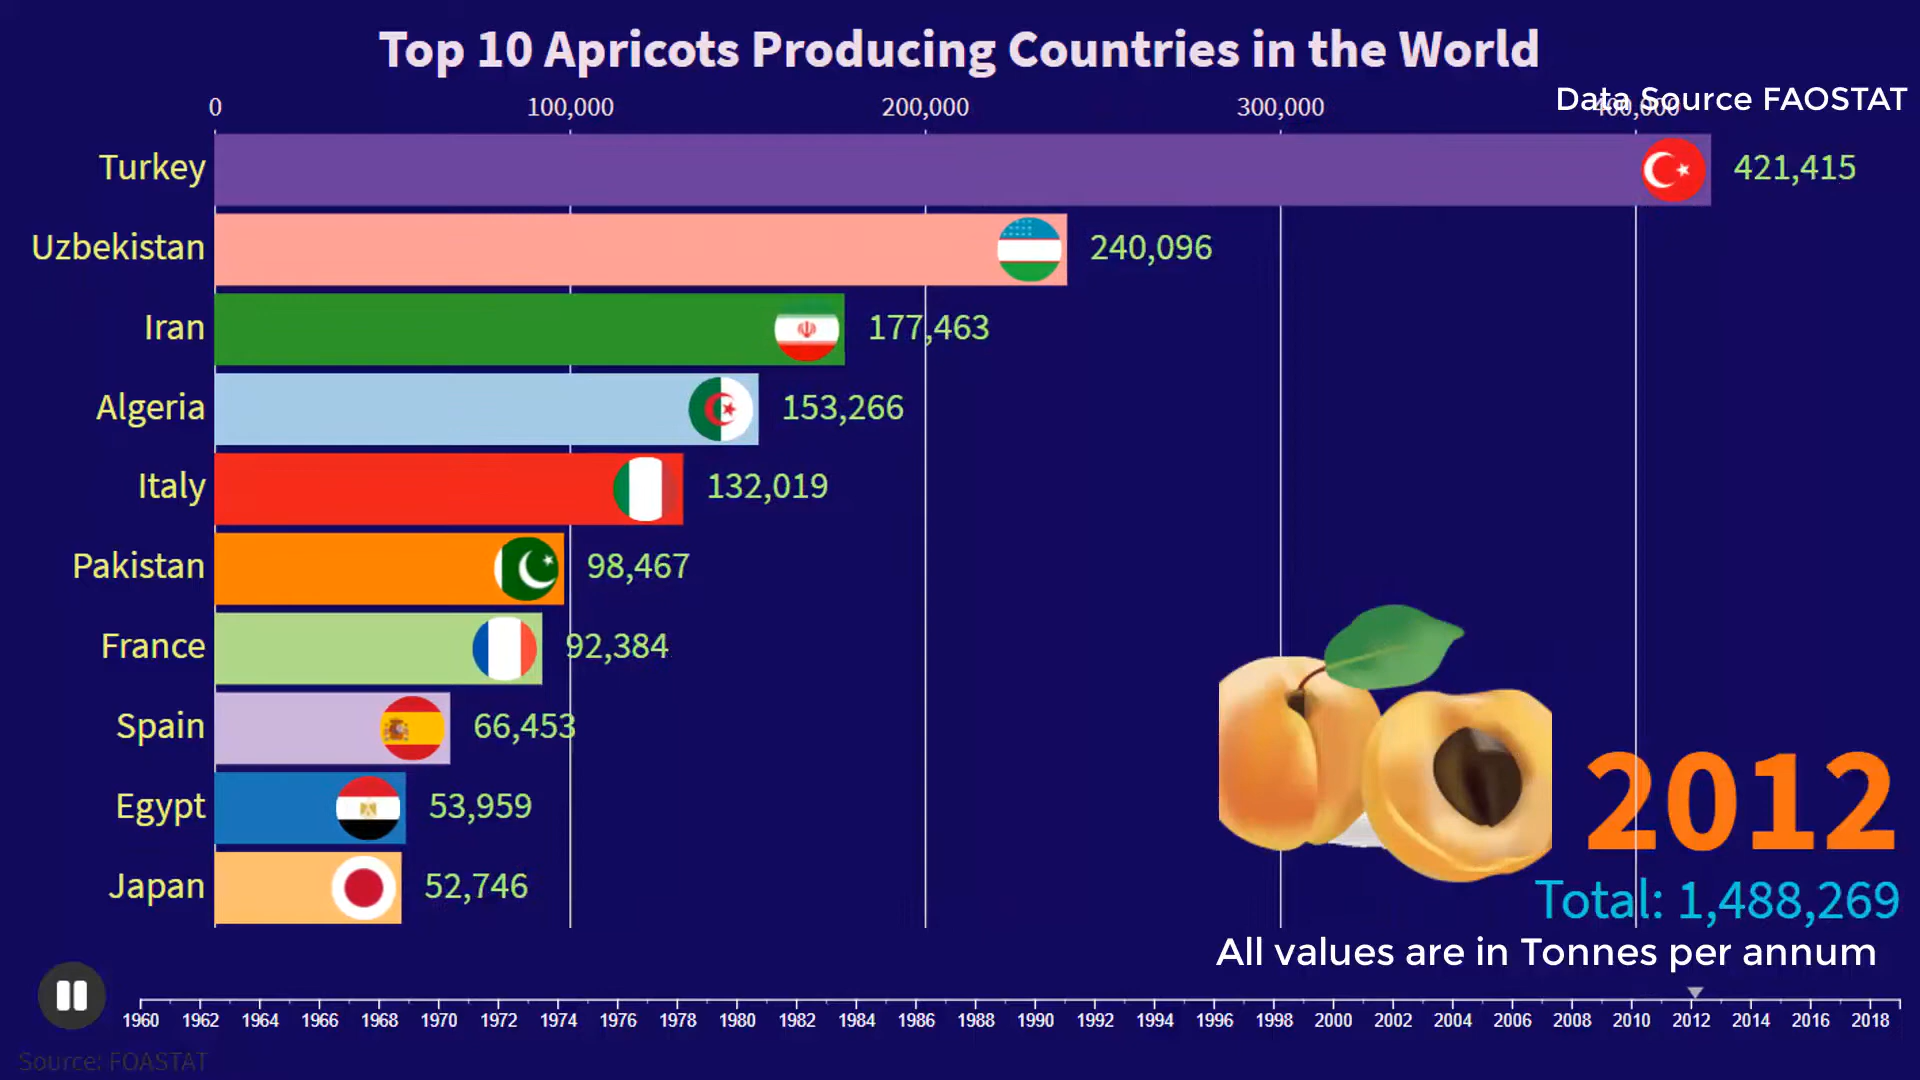 Top 10 Apricots Producing Countries in the World
Data Source FAOSTAT
0 100,000 200,000 300,000 400,000
Turkey 421,415
Uzbekistan 240,096
Iran 177,463
Algeria 153,266
Italy 132,019
Pakistan 98,467
France 92,384
Spain 66,453
Egypt 53,959
Japan 52,746
2012
Total: 1,488,269
All values are in Tonnes per annum
1960 1962 1964 1966 1968 1970 1972 1974 1976 1978 1980 1982 1984 1986 1988 1990 1992 1994 1996 1998 2000 2002 2004 2006 2008 2010 2012 2014 2016 2018
Source: FOASTAT